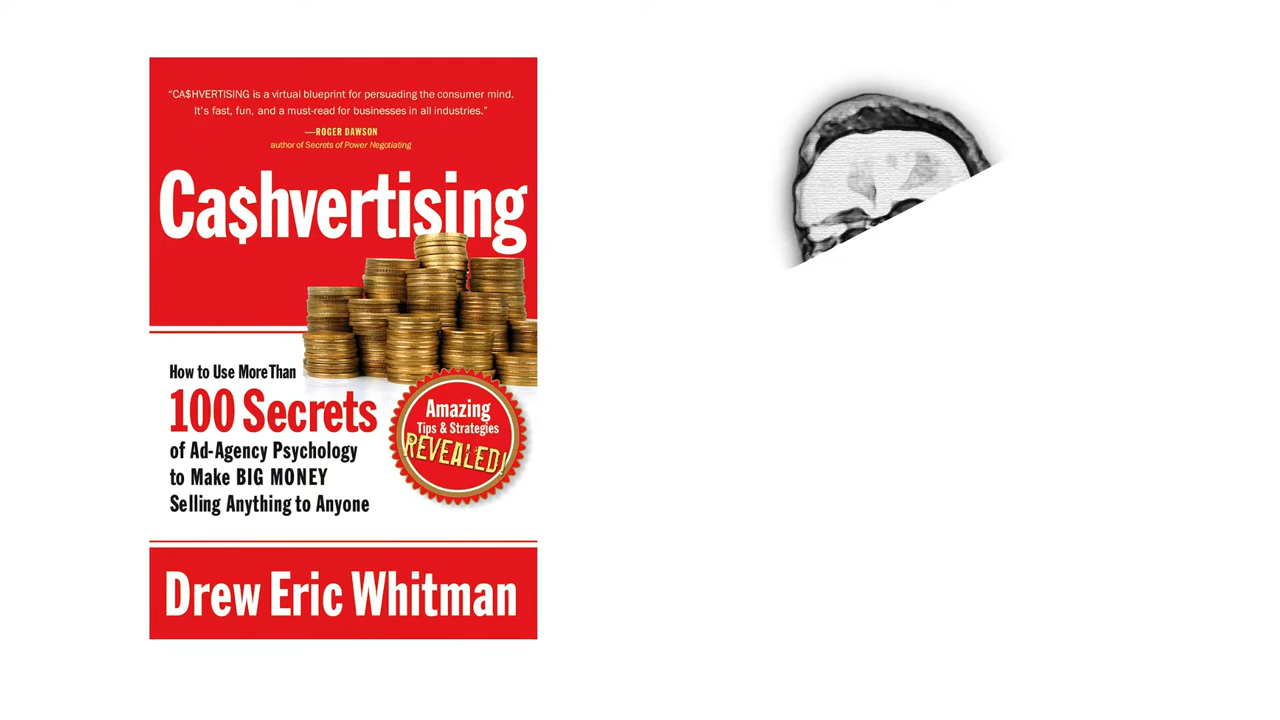 “CA$HVERTISING is a virtual blueprint for persuading the consumer mind.
It’s fast, fun, and a must-read for businesses in all industries.”
—ROGER DAWSON
author of Secrets of Power Negotiating
Ca$hvertising
How to Use More Than
100 Secrets
of Ad-Agency Psychology
to Make BIG MONEY
Selling Anything to Anyone
Amazing
Tips & Strategies
REVEALED!
Drew Eric Whitman